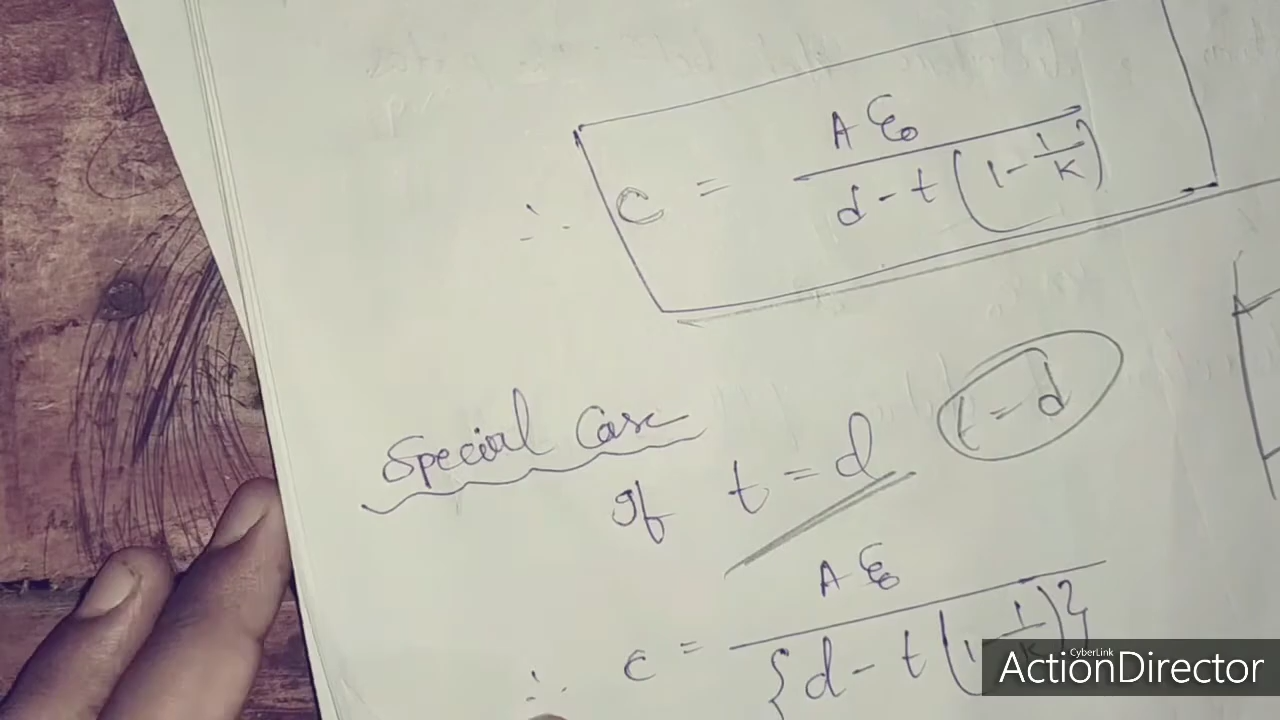 ∴ C = Aε₀ / d - t (1 - 1/K)
Special Case
If t = d
t = d
∴ C = Aε₀ / {d - t (1 - 1/K)}
CyberLink
ActionDirector